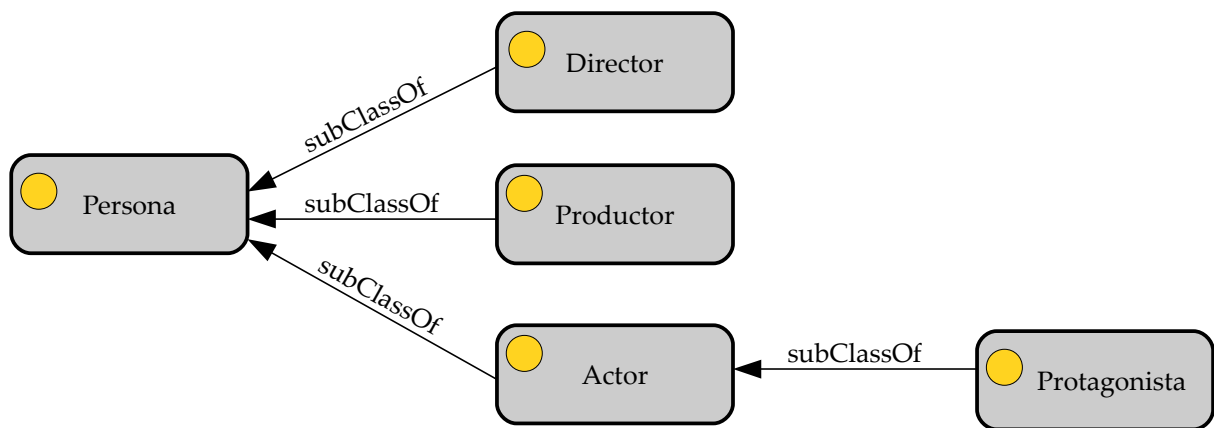 Director
subClassOf
Persona
subClassOf
Productor
subClassOf
Actor
subClassOf
Protagonista